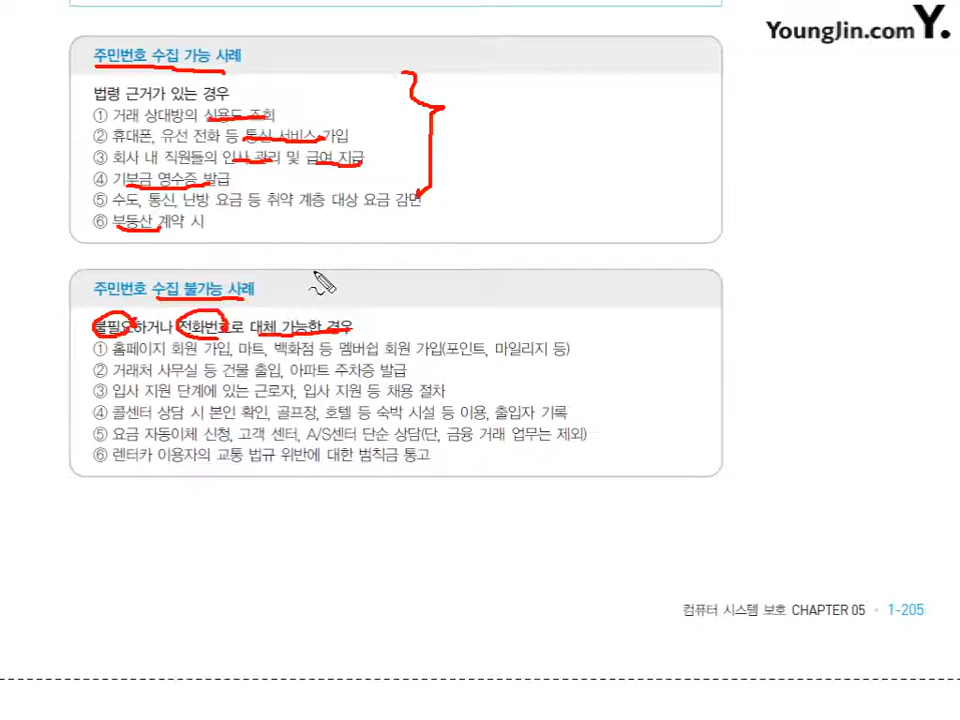 YoungJin.com Y.
주민번호 수집 가능 사례
법령 근거가 있는 경우
① 거래 상대방의 신용도 조회
② 휴대폰, 유선 전화 등 통신 서비스 가입
③ 회사 내 직원들의 인사 관리 및 급여 지급
④ 기부금 영수증 발급
⑤ 수도, 통신, 난방 요금 등 취약 계층 대상 요금 감면
⑥ 부동산 계약 시
주민번호 수집 불가능 사례
불필요하거나 전화번호로 대체 가능한 경우
① 홈페이지 회원 가입, 마트, 백화점 등 멤버쉽 회원 가입(포인트, 마일리지 등)
② 거래처 사무실 등 건물 출입, 아파트 주차증 발급
③ 입사 지원 단계에 있는 근로자, 입사 지원 등 채용 절차
④ 콜센터 상담 시 본인 확인, 골프장, 호텔 등 숙박 시설 등 이용, 출입자 기록
⑤ 요금 자동이체 신청, 고객 센터, A/S센터 단순 상담(단, 금융 거래 업무는 제외)
⑥ 렌터카 이용자의 교통 법규 위반에 대한 범칙금 통고
컴퓨터 시스템 보호 CHAPTER 05 • 1-205